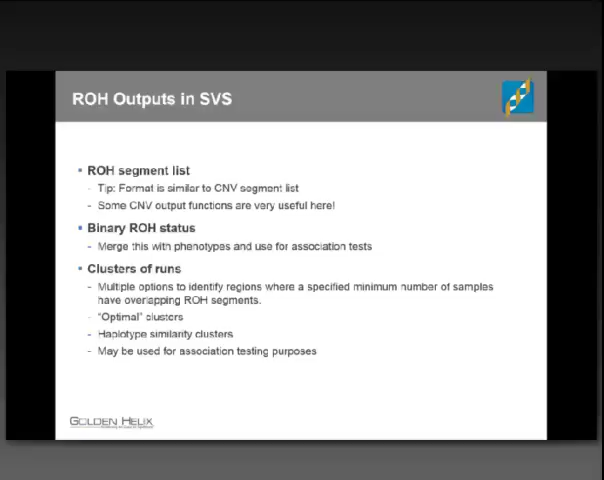 ROH Outputs in SVS
▪ ROH segment list
- Tip: Format is similar to CNV segment list
- Some CNV output functions are very useful here!
▪ Binary ROH status
- Merge this with phenotypes and use for association tests
▪ Clusters of runs
- Multiple options to identify regions where a specified minimum number of samples
have overlapping ROH segments.
- "Optimal" clusters
- Haplotype similarity clusters
- May be used for association testing purposes
GOLDEN HELIX